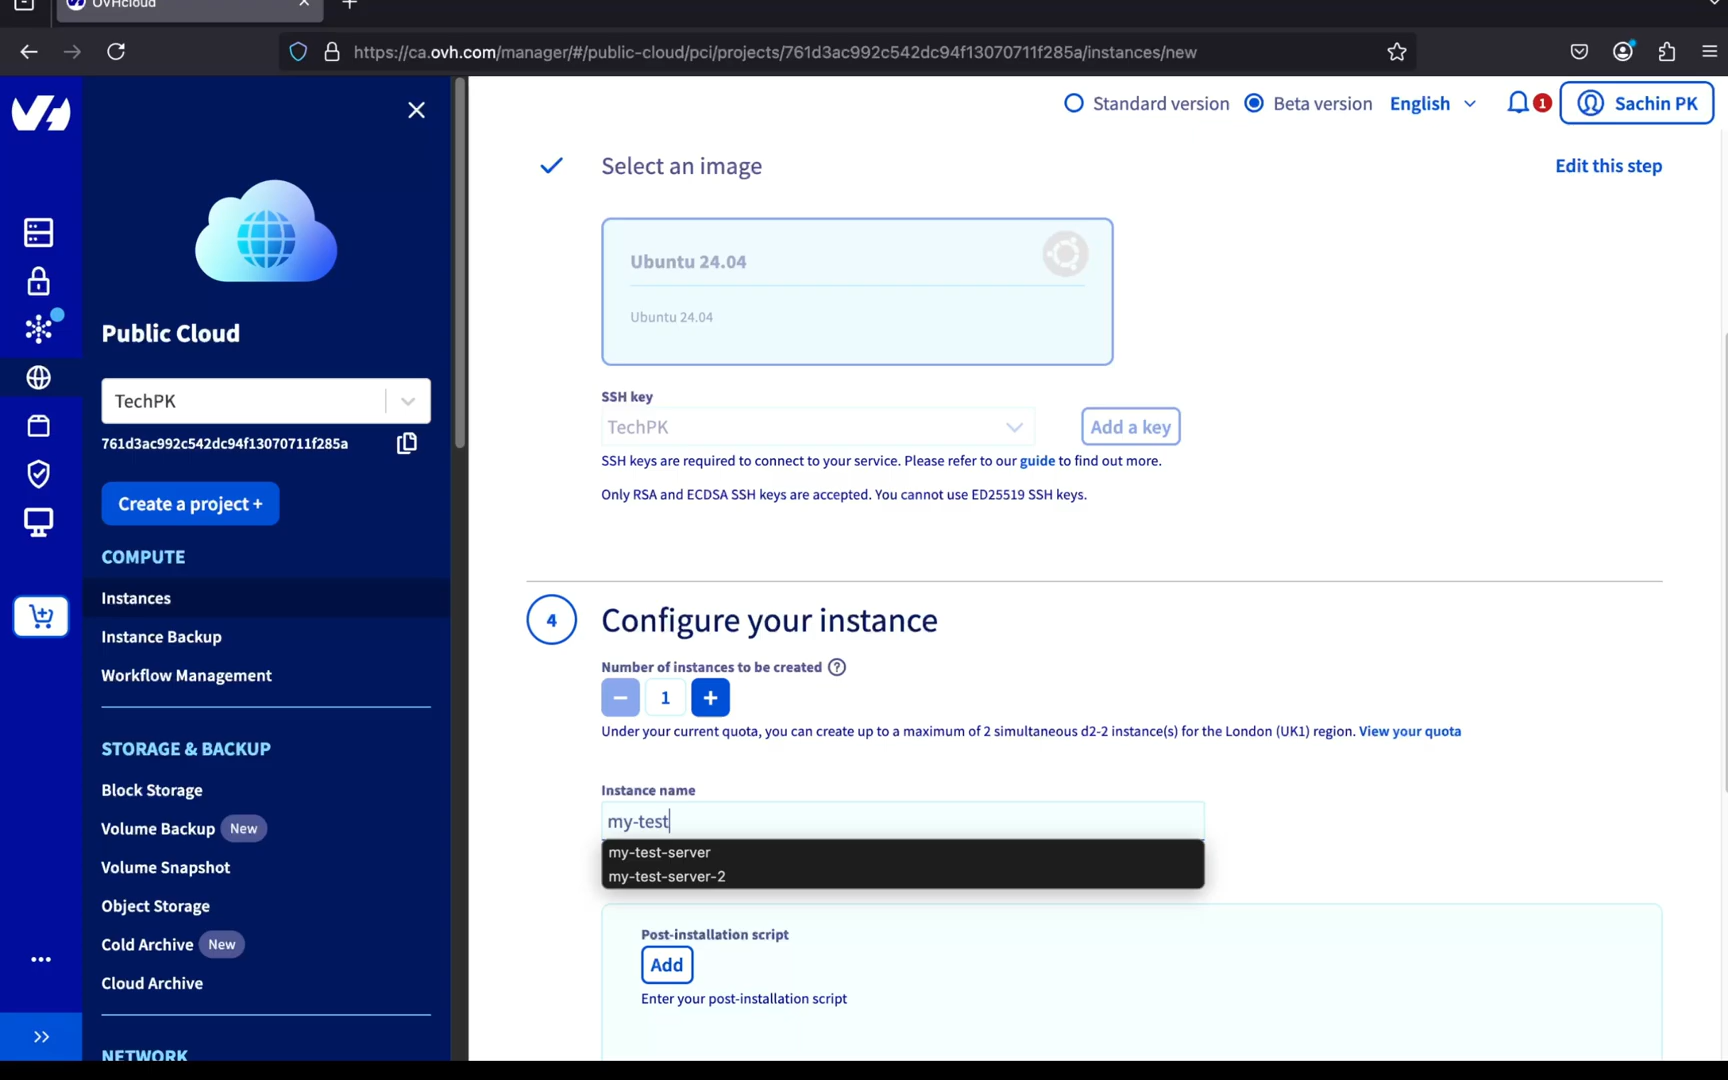 OVHcloud
https://ca.ovh.com/manager/#/public-cloud/pci/projects/761d3ac992c542dc94f13070711f285a/instances/new
Standard version
Beta version
English
1
Sachin PK
Public Cloud
TechPK
761d3ac992c542dc94f13070711f285a
Create a project +
COMPUTE
Instances
Instance Backup
Workflow Management
STORAGE & BACKUP
Block Storage
Volume Backup New
Volume Snapshot
Object Storage
Cold Archive New
Cloud Archive
NETWORK
Select an image
Edit this step
Ubuntu 24.04
Ubuntu 24.04
SSH key
TechPK
Add a key
SSH keys are required to connect to your service. Please refer to our guide to find out more.
Only RSA and ECDSA SSH keys are accepted. You cannot use ED25519 SSH keys.
4 Configure your instance
Number of instances to be created ?
− 1 +
Under your current quota, you can create up to a maximum of 2 simultaneous d2-2 instance(s) for the London (UK1) region. View your quota
Instance name
my-test
my-test-server
my-test-server-2
Post-installation script
Add
Enter your post-installation script